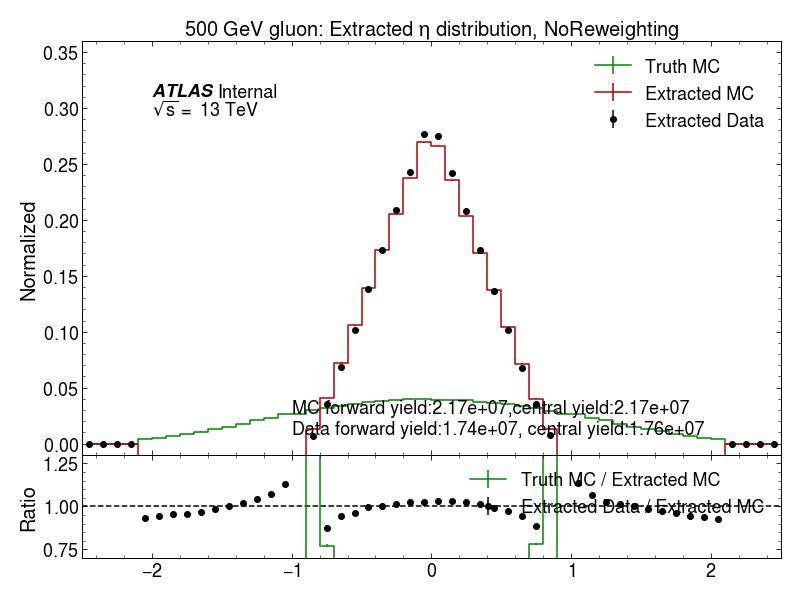 500 GeV gluon: Extracted η distribution, NoReweighting
0.35
0.30
0.25
0.20
0.15
0.10
0.05
0.00
Normalized
ATLAS Internal
√s = 13 TeV
Truth MC
Extracted MC
Extracted Data
MC forward yield:2.17e+07,central yield:2.17e+07
Data forward yield:1.74e+07, central yield:1.76e+07
1.25
1.00
0.75
Ratio
Truth MC / Extracted MC
Extracted Data / Extracted MC
−2 −1 0 1 2